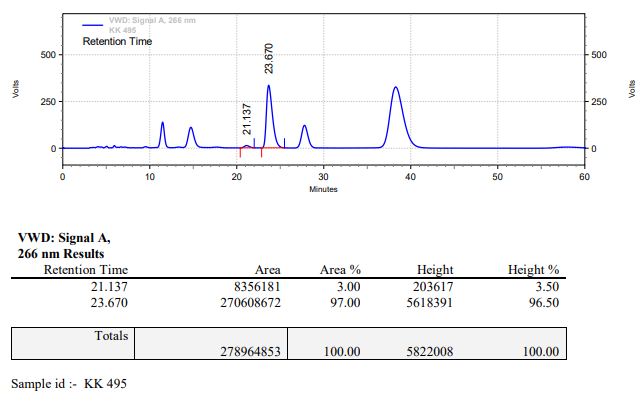 VWD: Signal A, 266 nm
KK 495
Retention Time
500 500
Volts 250 250 Volts
0 0
21.137
23.670
0 10 20 30 40 50 60
Minutes
VWD: Signal A,
266 nm Results
Retention Time Area Area % Height Height %
21.137 8356181 3.00 203617 3.50
23.670 270608672 97.00 5618391 96.50
Totals
278964853 100.00 5822008 100.00
Sample id :- KK 495